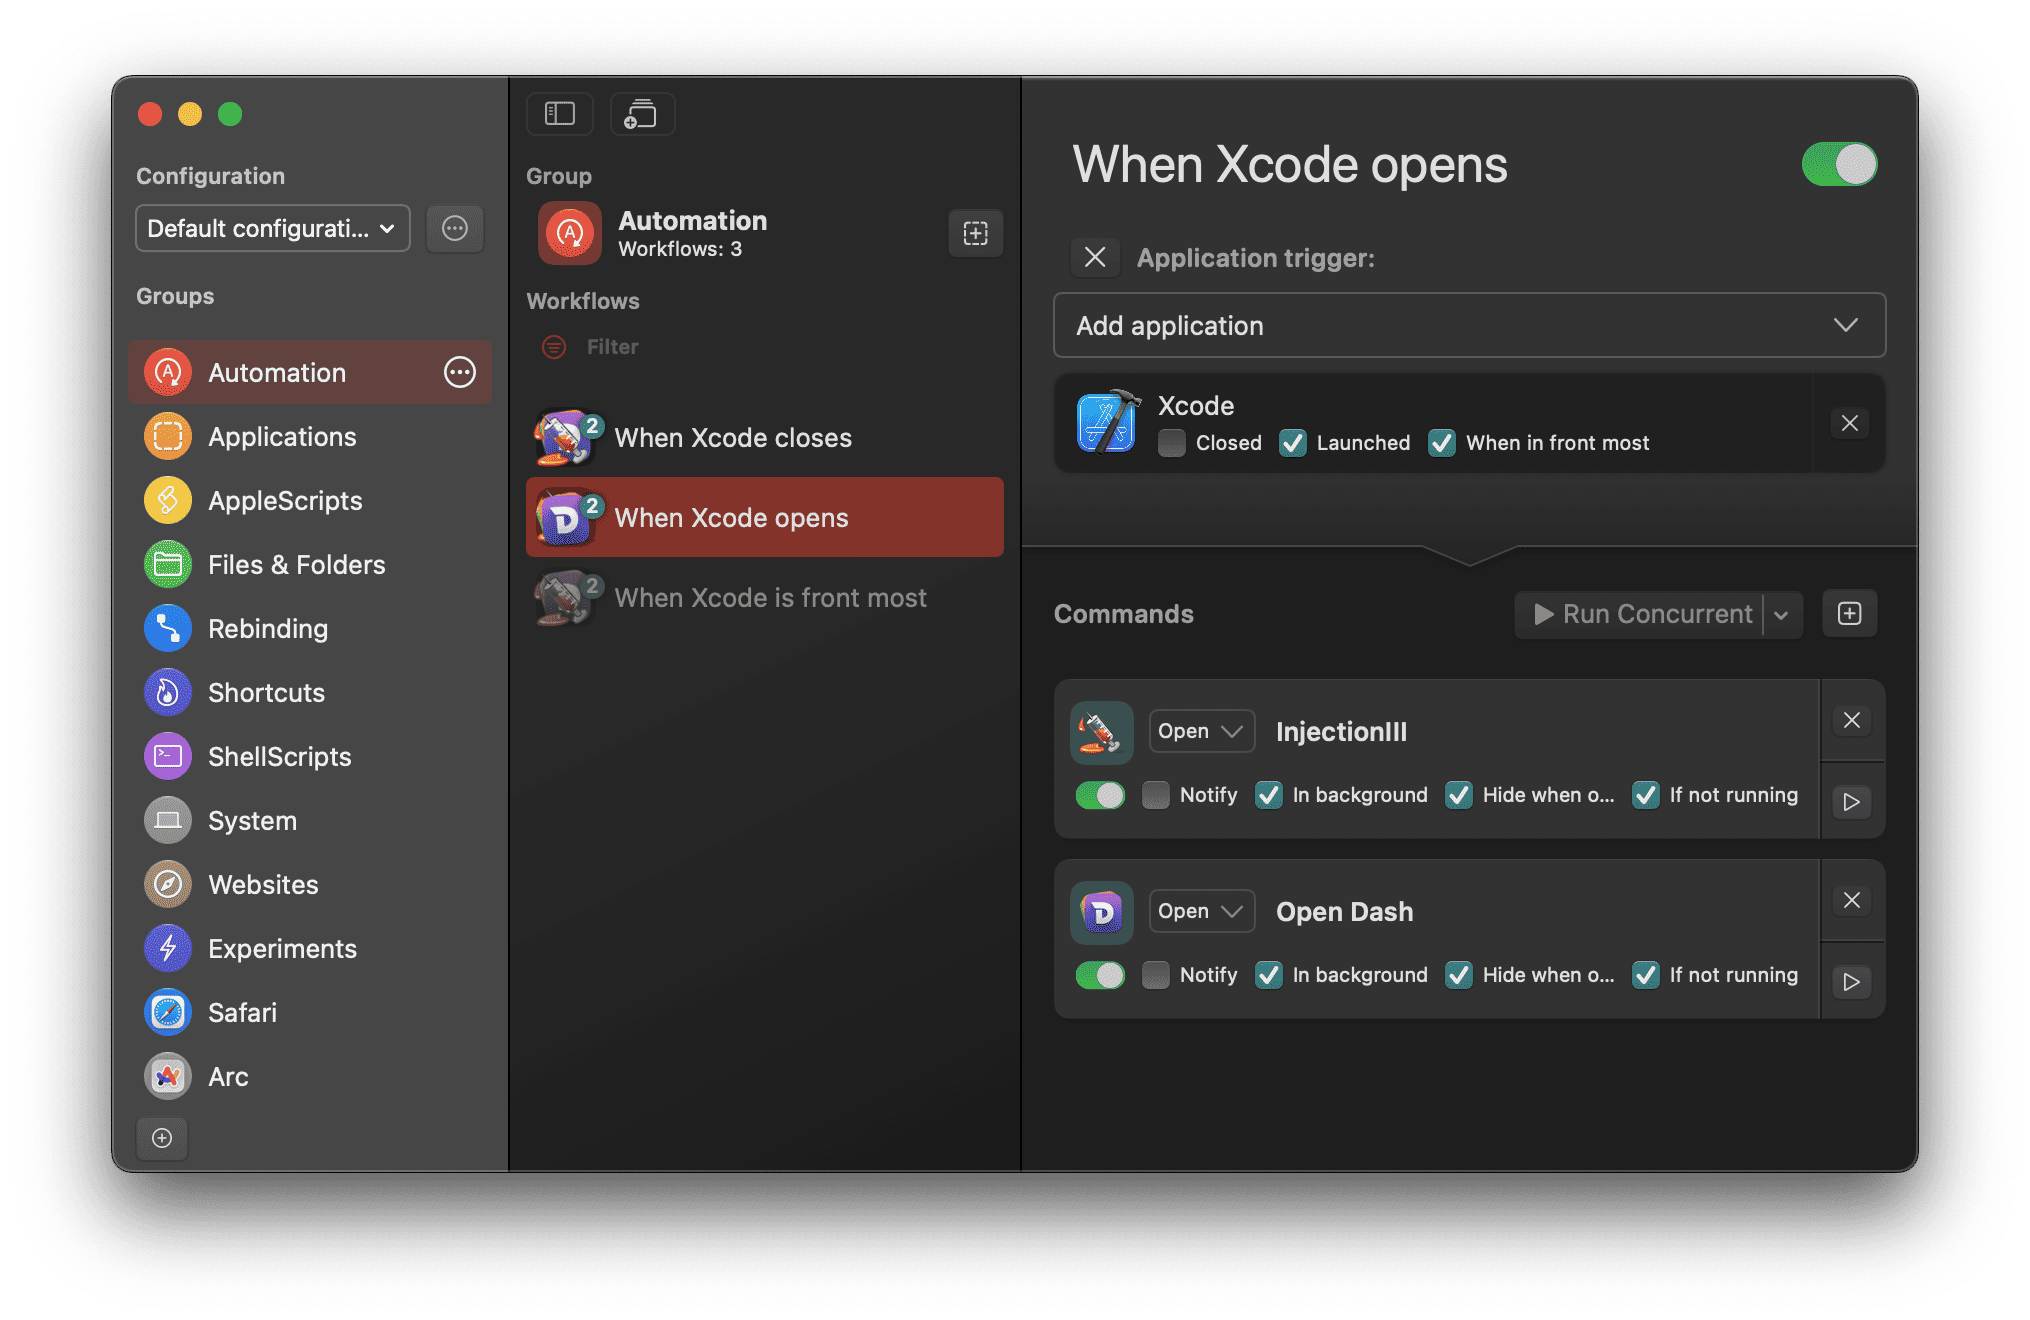 Configuration
Default configurati...
Groups
Automation
Applications
AppleScripts
Files & Folders
Rebinding
Shortcuts
ShellScripts
System
Websites
Experiments
Safari
Arc
Group
Automation
Workflows: 3
Workflows
Filter
2
When Xcode closes
2
When Xcode opens
2
When Xcode is front most
When Xcode opens
Application trigger:
Add application
Xcode
Closed Launched When in front most
Commands
Run Concurrent
Open InjectionIII
Notify In background Hide when o... If not running
Open Open Dash
Notify In background Hide when o... If not running